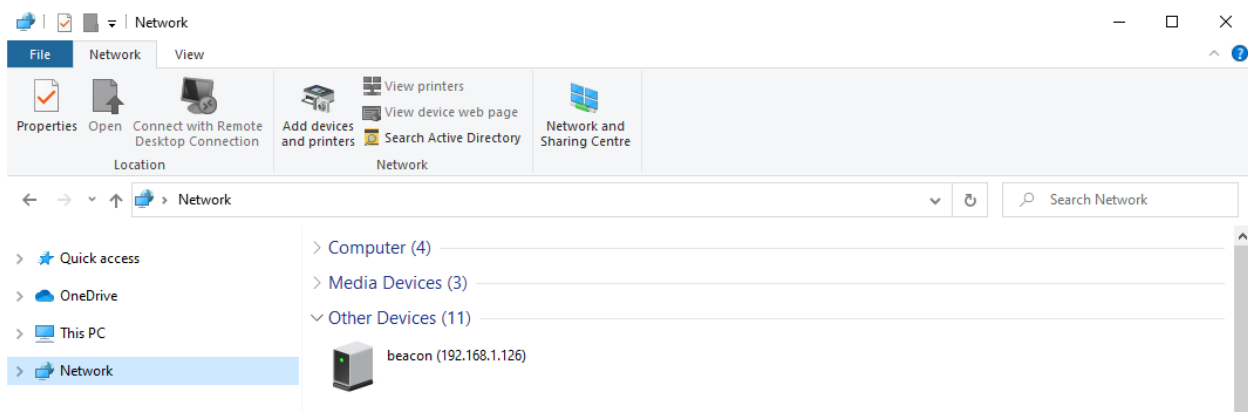 Network
File Network View
Properties Open Connect with Remote Desktop Connection
Location
Add devices and printers
View printers
View device web page
Search Active Directory
Network
Network and Sharing Centre
Network
Search Network
Quick access
OneDrive
This PC
Network
Computer (4)
Media Devices (3)
Other Devices (11)
beacon (192.168.1.126)